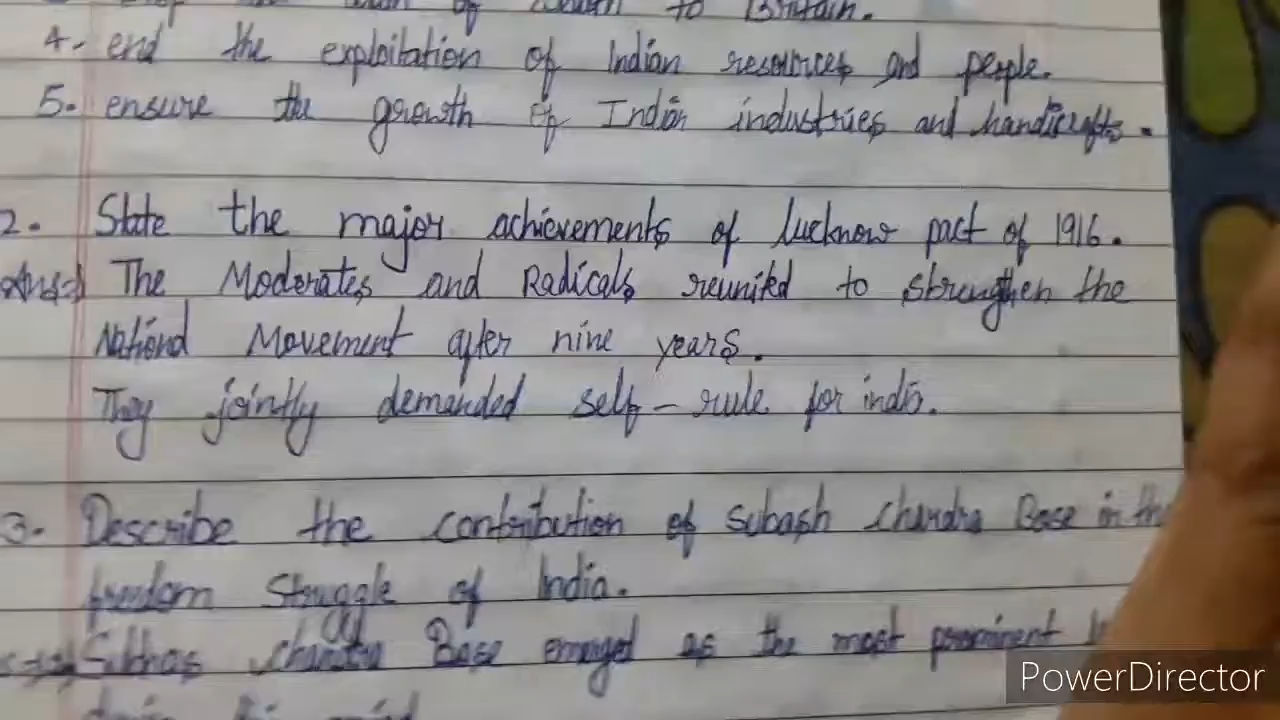 of to Britain.
4. end the exploitation of Indian resources and people.
5. ensure the growth of Indian industries and handicrafts.
2. State the major achievements of lucknow pact of 1916.
Ans:⇒ The Moderates and Radicals reunited to strengthen the
National Movement after nine years.
They jointly demanded self-rule for india.
3. Describe the contribution of Subash Chandra Bose in the
freedom Struggle of India.
Subhas Chandra Bose emerged as the most prominent
PowerDirector